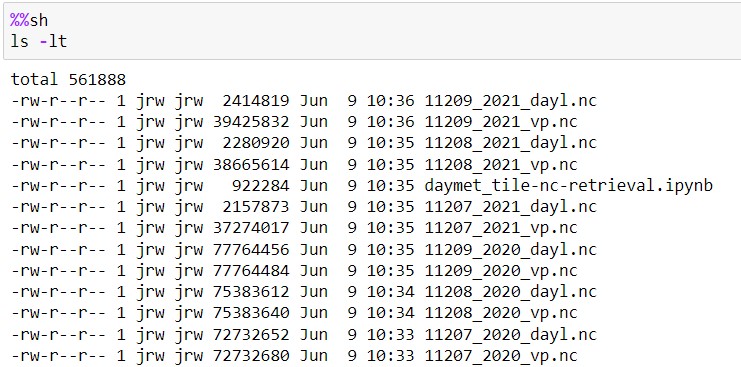 %%sh
ls -lt
total 561888
-rw-r--r-- 1 jrw jrw  2414819 Jun  9 10:36 11209_2021_dayl.nc
-rw-r--r-- 1 jrw jrw 39425832 Jun  9 10:36 11209_2021_vp.nc
-rw-r--r-- 1 jrw jrw  2280920 Jun  9 10:35 11208_2021_dayl.nc
-rw-r--r-- 1 jrw jrw 38665614 Jun  9 10:35 11208_2021_vp.nc
-rw-r--r-- 1 jrw jrw   922284 Jun  9 10:35 daymet_tile-nc-retrieval.ipynb
-rw-r--r-- 1 jrw jrw  2157873 Jun  9 10:35 11207_2021_dayl.nc
-rw-r--r-- 1 jrw jrw 37274017 Jun  9 10:35 11207_2021_vp.nc
-rw-r--r-- 1 jrw jrw 77764456 Jun  9 10:35 11209_2020_dayl.nc
-rw-r--r-- 1 jrw jrw 77764484 Jun  9 10:35 11209_2020_vp.nc
-rw-r--r-- 1 jrw jrw 75383612 Jun  9 10:34 11208_2020_dayl.nc
-rw-r--r-- 1 jrw jrw 75383640 Jun  9 10:34 11208_2020_vp.nc
-rw-r--r-- 1 jrw jrw 72732652 Jun  9 10:33 11207_2020_dayl.nc
-rw-r--r-- 1 jrw jrw 72732680 Jun  9 10:33 11207_2020_vp.nc